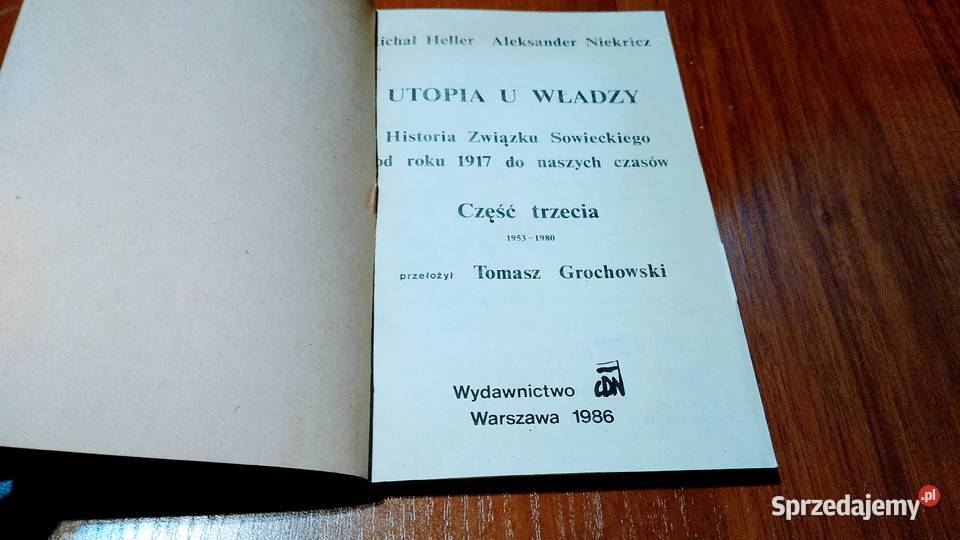 ichał Heller Aleksander Niekricz
UTOPIA U WŁADZY
Historia Związku Sowieckiego
od roku 1917 do naszych czasów
Część trzecia
1953-1980
przełożył Tomasz Grochowski
Wydawnictwo CDN
Warszawa 1986
Sprzedajemy.pl